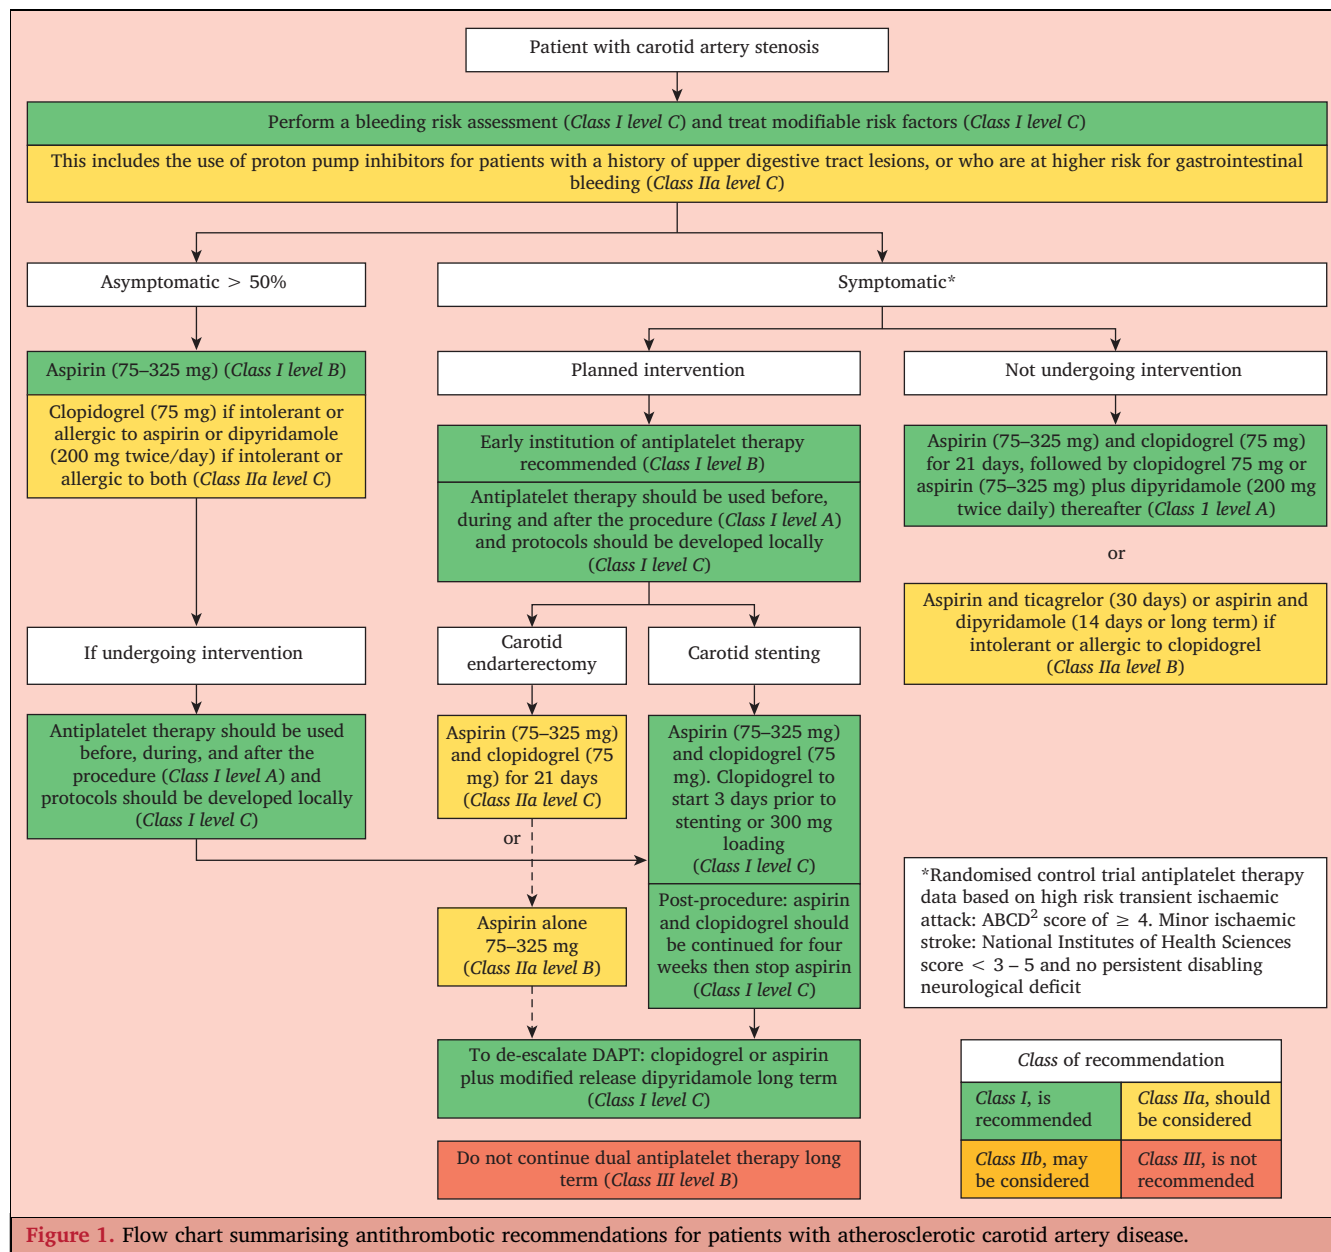 Patient with carotid artery stenosis
Perform a bleeding risk assessment (Class I level C) and treat modifiable risk factors (Class I level C)
This includes the use of proton pump inhibitors for patients with a history of upper digestive tract lesions, or who are at higher risk for gastrointestinal
bleeding (Class IIa level C)
Asymptomatic > 50%
Aspirin (75–325 mg) (Class I level B)
Clopidogrel (75 mg) if intolerant or
allergic to aspirin or dipyridamole
(200 mg twice/day) if intolerant or
allergic to both (Class IIa level C)
If undergoing intervention
Antiplatelet therapy should be used
before, during, and after the
procedure (Class I level A) and
protocols should be developed locally
(Class I level C)
Symptomatic*
Planned intervention
Early institution of antiplatelet therapy
recommended (Class I level B)
Antiplatelet therapy should be used before,
during and after the procedure (Class I level A)
and protocols should be developed locally
(Class I level C)
Carotid
endarterectomy
Aspirin (75–325 mg)
and clopidogrel (75
mg) for 21 days
(Class IIa level C)
or
Aspirin alone
75–325 mg
(Class IIa level B)
Carotid stenting
Aspirin (75–325 mg)
and clopidogrel (75
mg). Clopidogrel to
start 3 days prior to
stenting or 300 mg
loading
(Class I level C)
Post-procedure: aspirin
and clopidogrel should
be continued for four
weeks then stop aspirin
(Class I level C)
To de-escalate DAPT: clopidogrel or aspirin
plus modified release dipyridamole long term
(Class I level C)
Do not continue dual antiplatelet therapy long
term (Class III level B)
Not undergoing intervention
Aspirin (75–325 mg) and clopidogrel (75 mg)
for 21 days, followed by clopidogrel 75 mg or
aspirin (75–325 mg) plus dipyridamole (200 mg
twice daily) thereafter (Class 1 level A)
or
Aspirin and ticagrelor (30 days) or aspirin and
dipyridamole (14 days or long term) if
intolerant or allergic to clopidogrel
(Class IIa level B)
*Randomised control trial antiplatelet therapy
data based on high risk transient ischaemic
attack: ABCD² score of ≥ 4. Minor ischaemic
stroke: National Institutes of Health Sciences
score < 3 – 5 and no persistent disabling
neurological deficit
Class of recommendation
Class I, is
recommended
Class IIa, should
be considered
Class IIb, may
be considered
Class III, is not
recommended
Figure 1. Flow chart summarising antithrombotic recommendations for patients with atherosclerotic carotid artery disease.